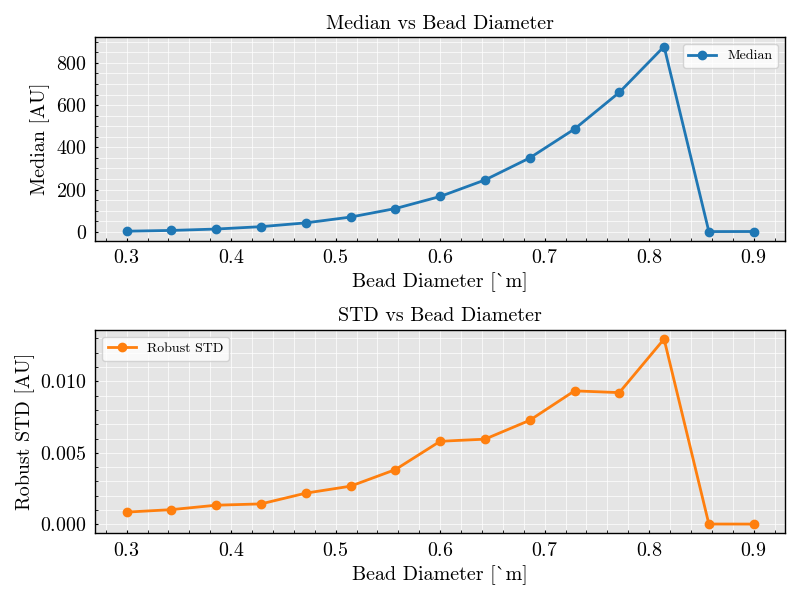 Median vs Bead Diameter
Median [AU]
800
600
400
200
0
Median
0.3 0.4 0.5 0.6 0.7 0.8 0.9
Bead Diameter [`m]
STD vs Bead Diameter
Robust STD [AU]
0.010
0.005
0.000
Robust STD
0.3 0.4 0.5 0.6 0.7 0.8 0.9
Bead Diameter [`m]